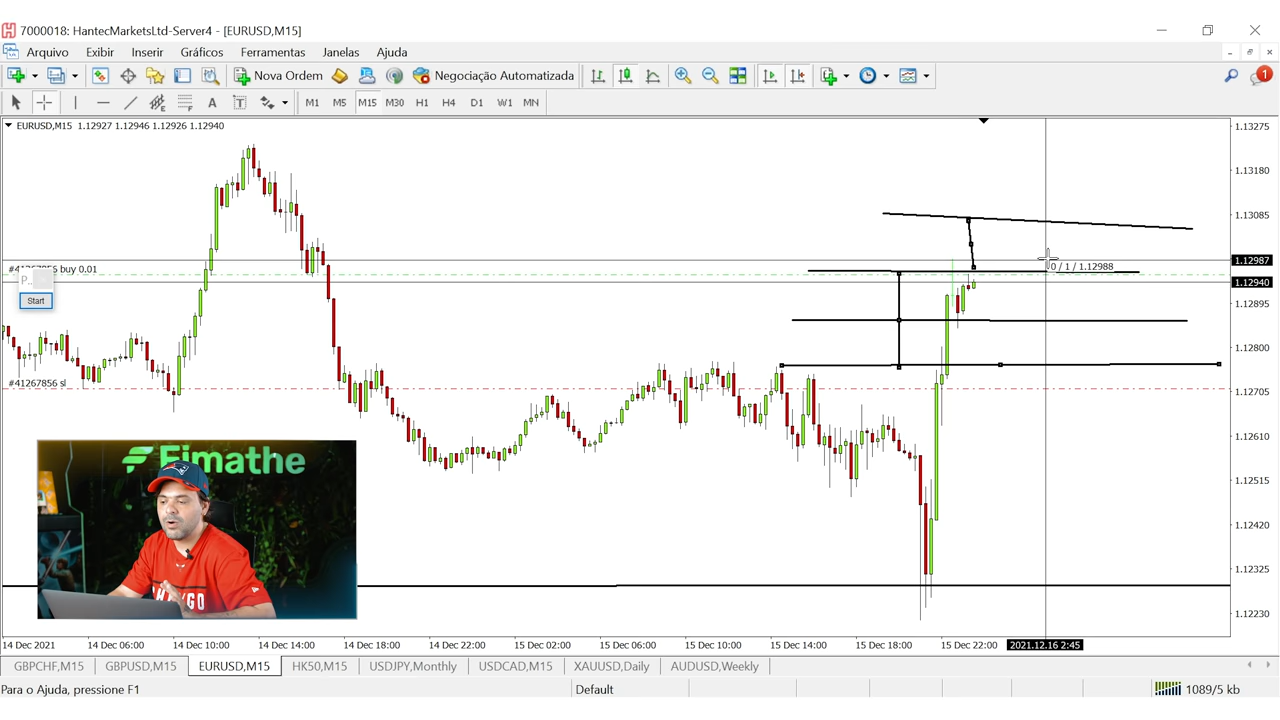 7000018: HantecMarketsLtd-Server4 - [EURUSD,M15]
Arquivo Exibir Inserir Gráficos Ferramentas Janelas Ajuda
Nova Ordem Negociação Automatizada
1
A T M1 M5 M15 M30 H1 H4 D1 W1 MN
EURUSD,M15 1.12927 1.12946 1.12926 1.12940
1.13275
1.13180
1.13085
1.12987
#41267856 buy 0.01
0 / 1 / 1.12988
P..
1.12940
Start
1.12895
1.12800
#41267856 sl
1.12705
1.12610
Fimathe
1.12515
1.12420
1.12325
1.12230
14 Dec 2021 14 Dec 06:00 14 Dec 10:00 14 Dec 14:00 14 Dec 18:00 14 Dec 22:00 15 Dec 02:00 15 Dec 06:00 15 Dec 10:00 15 Dec 14:00 15 Dec 18:00 15 Dec 22:00 2021.12.16 2:45
GBPCHF,M15 GBPUSD,M15 EURUSD,M15 HK50,M15 USDJPY,Monthly USDCAD,M15 XAUUSD,Daily AUDUSD,Weekly
Para o Ajuda, pressione F1 Default 1089/5 kb